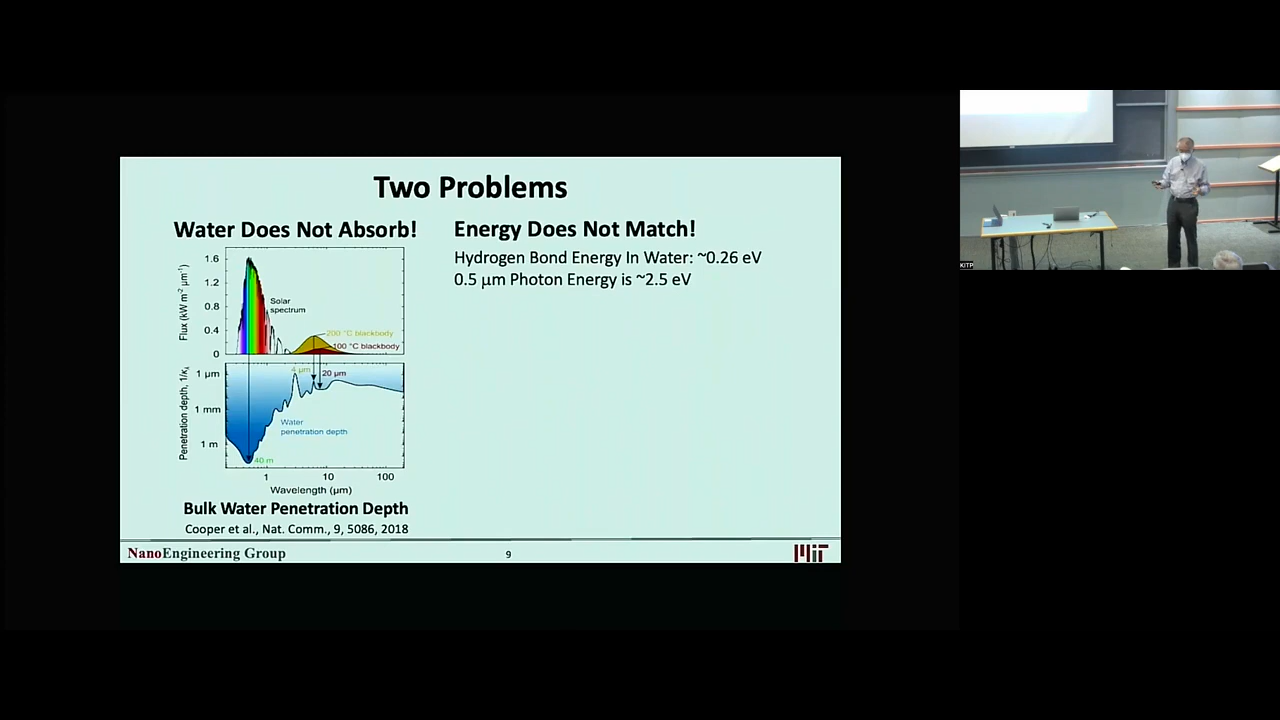 Two Problems
Water Does Not Absorb!
1.6
1.2
0.8
0.4
0
Flux (kW m⁻² μm⁻¹)
Solar
spectrum
200 °C blackbody
100 °C blackbody
4 μm
20 μm
1 μm
1 mm
1 m
Penetration depth, 1/κλ
Water
penetration depth
40 m
1
10
100
Wavelength (μm)
Bulk Water Penetration Depth
Cooper et al., Nat. Comm., 9, 5086, 2018
Energy Does Not Match!
Hydrogen Bond Energy In Water: ~0.26 eV
0.5 μm Photon Energy is ~2.5 eV
NanoEngineering Group
9
MIT
KITP